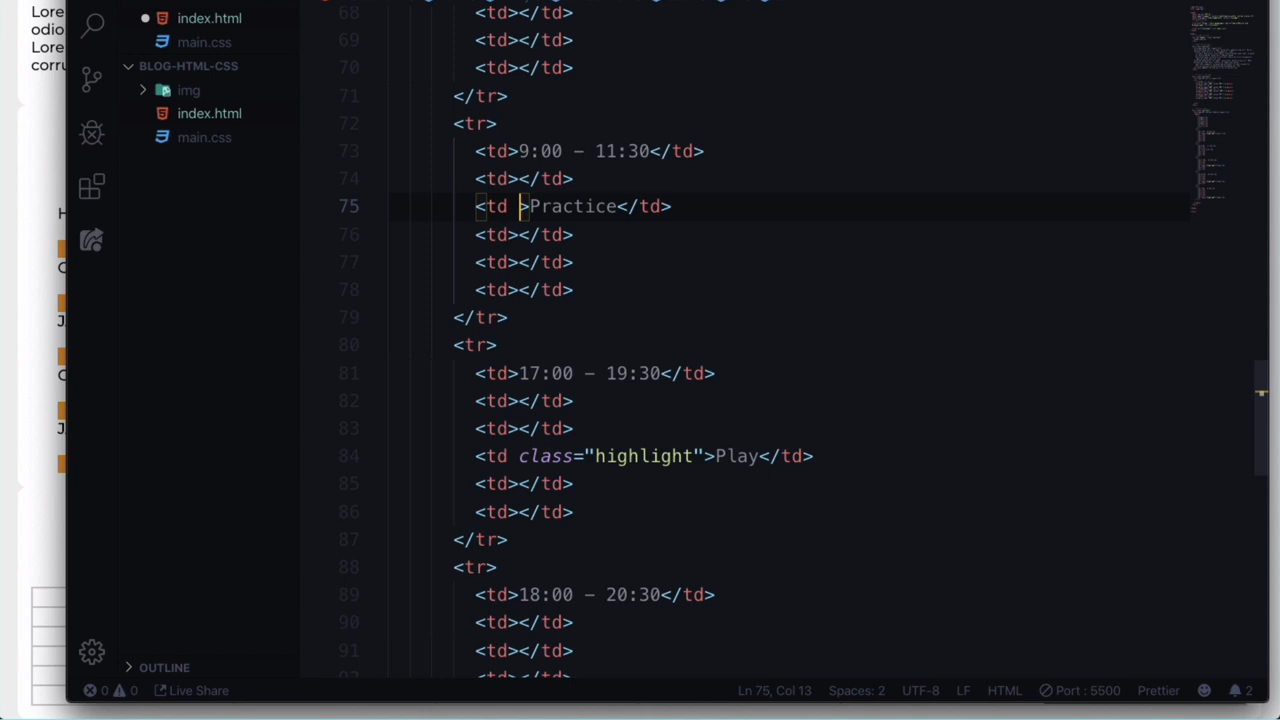 Lore
odio
Lore
corru
H
C
J
C
J
index.html
main.css
BLOG-HTML-CSS
img
index.html
main.css
OUTLINE
68 <td></td>
69 <td></td>
70 <td></td>
71 </tr>
72 <tr>
73 <td>9:00 – 11:30</td>
74 <td></td>
75 <td >Practice</td>
76 <td></td>
77 <td></td>
78 <td></td>
79 </tr>
80 <tr>
81 <td>17:00 – 19:30</td>
82 <td></td>
83 <td></td>
84 <td class="highlight">Play</td>
85 <td></td>
86 <td></td>
87 </tr>
88 <tr>
89 <td>18:00 – 20:30</td>
90 <td></td>
91 <td></td>
92 <td></td>
0 0 Live Share Ln 75, Col 13 Spaces: 2 UTF-8 LF HTML Port : 5500 Prettier 2